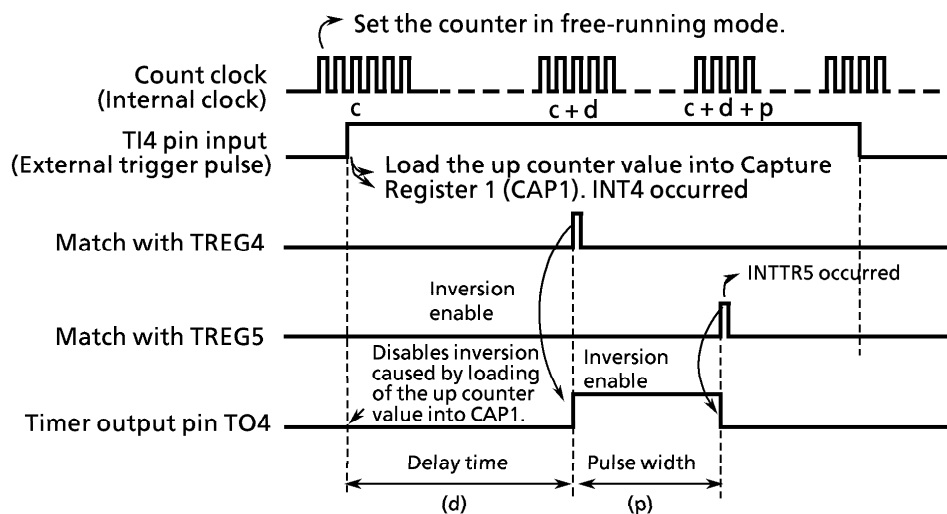 Set the counter in free-running mode.
Count clock
(Internal clock)
c
c + d
c + d + p
TI4 pin input
(External trigger pulse)
Load the up counter value into Capture
Register 1 (CAP1). INT4 occurred
Match with TREG4
INTTR5 occurred
Inversion
enable
Match with TREG5
Disables inversion
caused by loading
of the up counter
value into CAP1.
Inversion
enable
Timer output pin TO4
Delay time
Pulse width
(d)
(p)